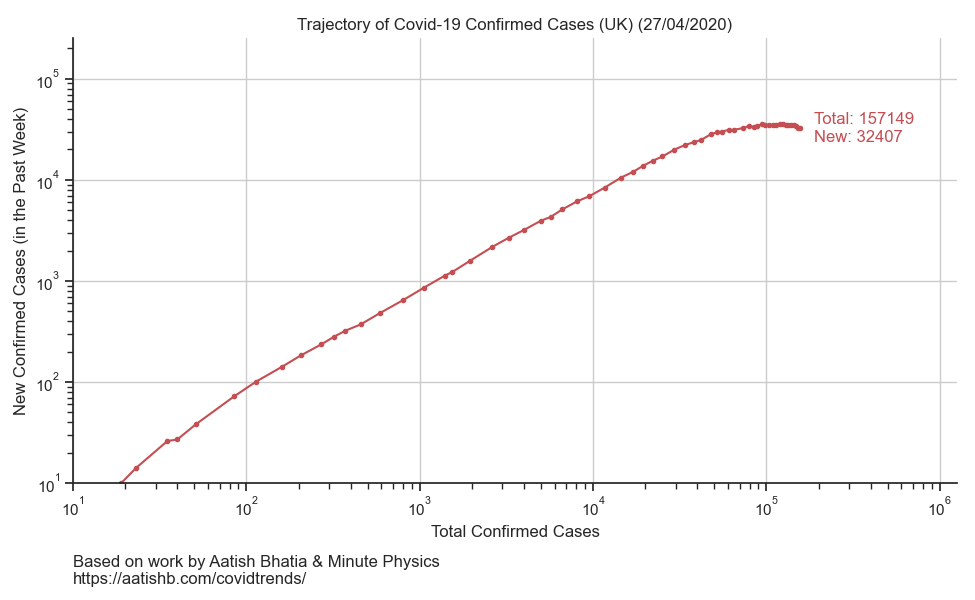 Trajectory of Covid-19 Confirmed Cases (UK) (27/04/2020)
New Confirmed Cases (in the Past Week)
10^5
10^4
10^3
10^2
10^1
Total: 157149
New: 32407
10^1 10^2 10^3 10^4 10^5 10^6
Total Confirmed Cases
Based on work by Aatish Bhatia & Minute Physics
https://aatishb.com/covidtrends/